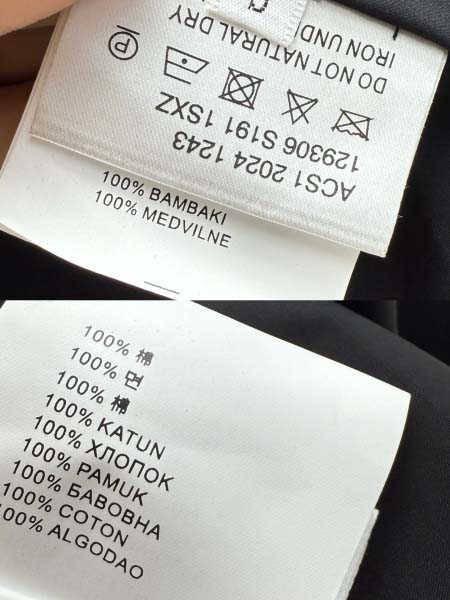 ACS1 2024 1243
129306 S191 1SXZ
DO NOT NATURAL DRY
IRON UND
100% BAMBAKI
100% MEDVILNE
100% 棉
100% 면
100% 棉
100% KATUN
100% ХЛОПОК
100% PAMUK
100% БАВОВНА
100% COTON
100% ALGODAO